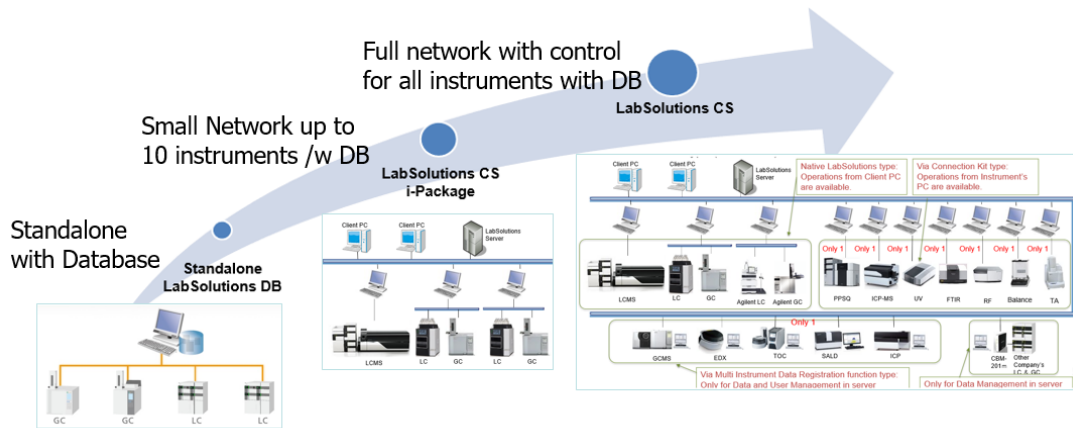 Full network with control
for all instruments with DB
LabSolutions CS
Small Network up to
10 instruments /w DB
LabSolutions CS
i-Package
Standalone
with Database
Standalone
LabSolutions DB
GC
GC
LC
LC
Client PC
Client PC
LabSolutions
Server
LCMS
LC
GC
LC
GC
Client PC
Client PC
LabSolutions
Server
Native LabSolutions type:
Operations from Client PC
are available.
Via Connection Kit type:
Operations from Instrument's
PC are available.
Only 1
Only 1
Only 1
Only 1
Only 1
Only 1
Only 1
LCMS
LC
GC
Agilent LC
Agilent GC
PPSQ
ICP-MS
UV
FTIR
RF
Balance
TA
Only 1
GCMS
EDX
TOC
SALD
ICP
CBM-
201m
Other
Company's
LC & GC
Via Multi Instrument Data Registration function type:
Only for Data and User Management in server
Only for Data Management in server